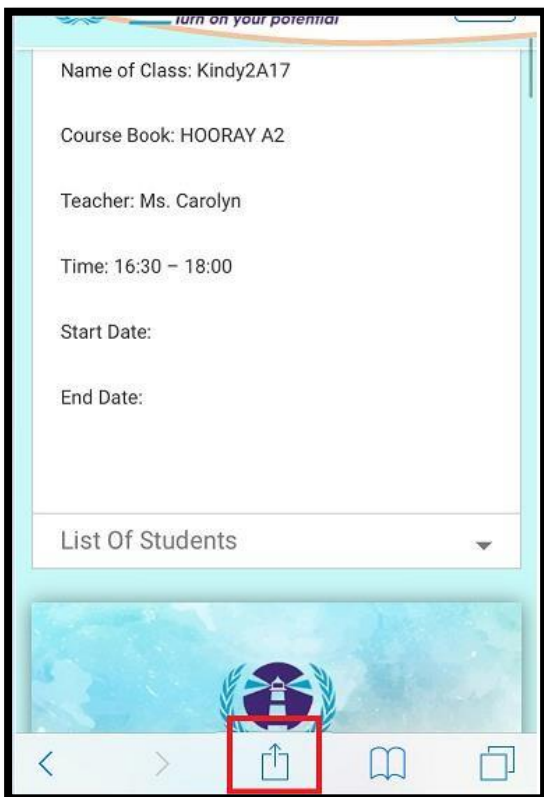 Turn on your potential
Name of Class: Kindy2A17
Course Book: HOORAY A2
Teacher: Ms. Carolyn
Time: 16:30 – 18:00
Start Date:
End Date:
List Of Students